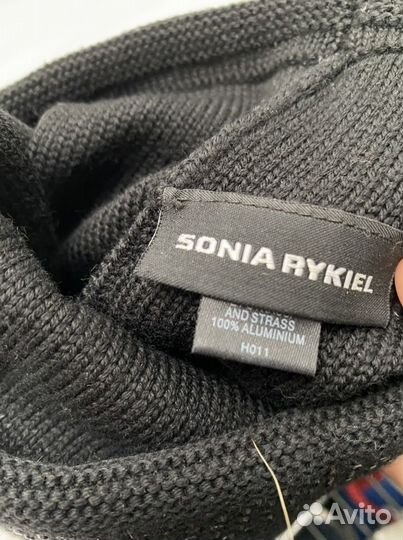 SONIA RYKIEL
AND STRASS
100% ALUMINIUM
H011
Avito